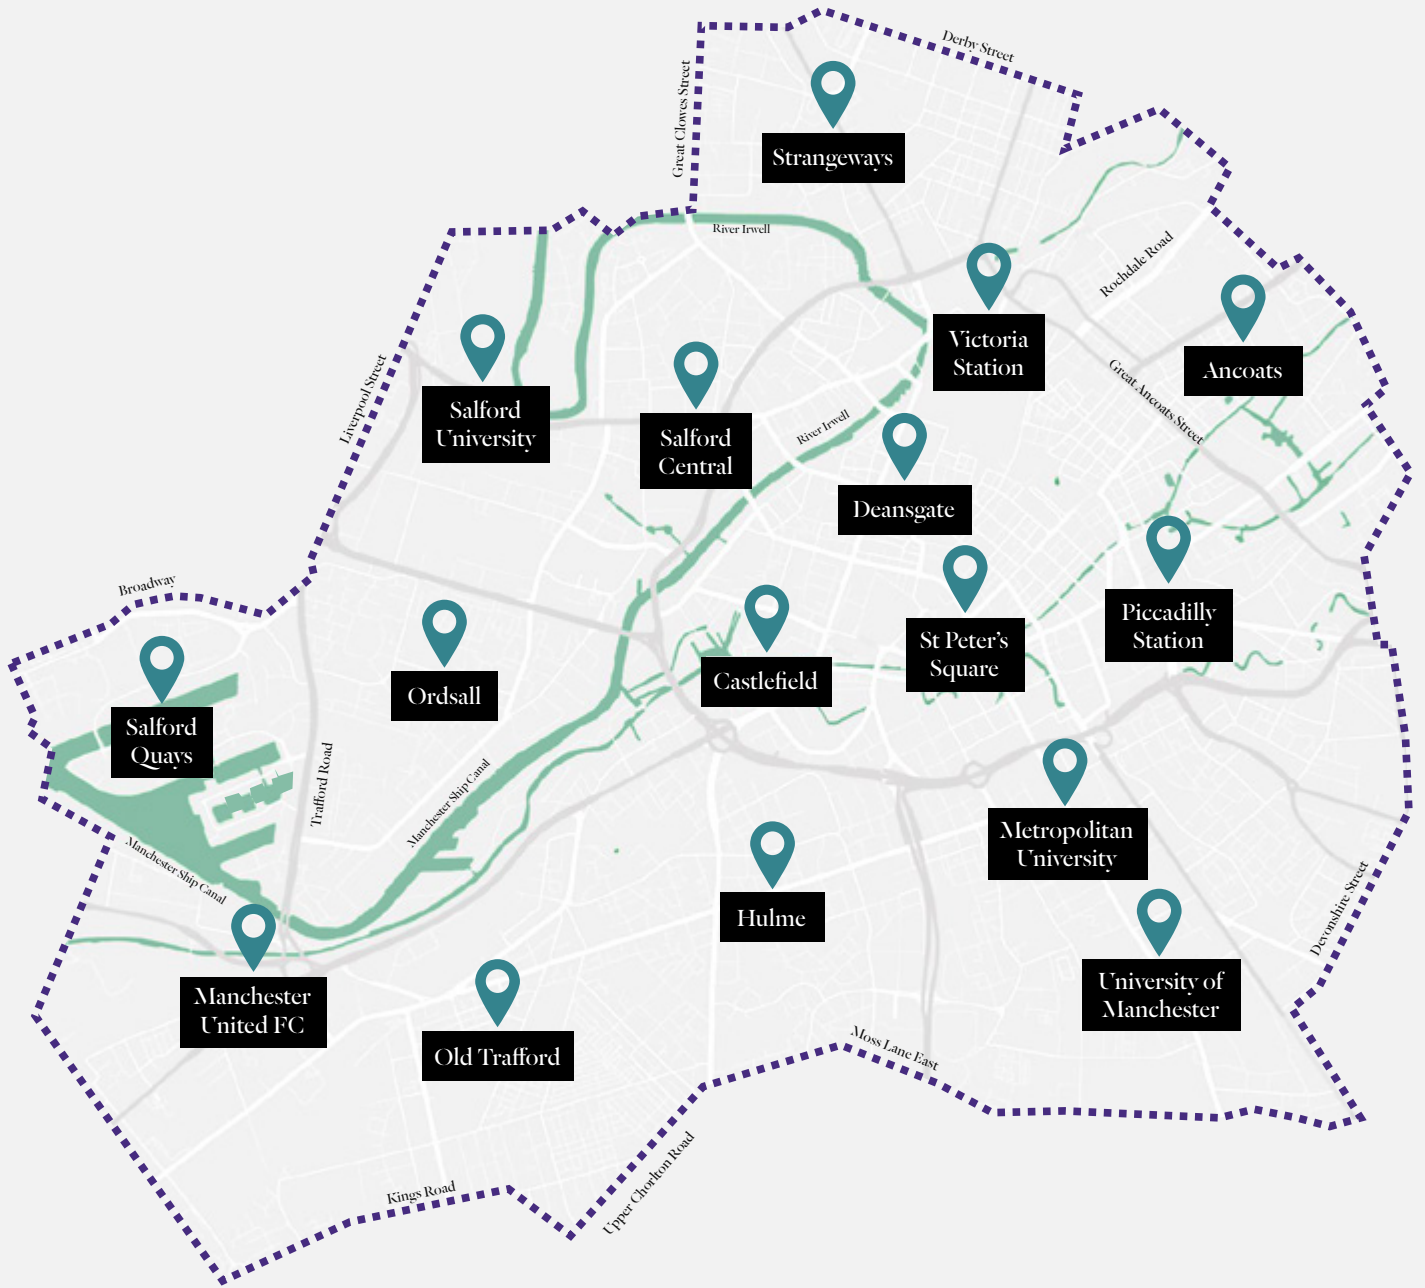 Derby Street
Great Clowes Street
Strangeways
River Irwell
Rochdale Road
Victoria
Station
Ancoats
Liverpool Street
Salford
University
Salford
Central
River Irwell
Great Ancoats Street
Deansgate
Broadway
Piccadilly
Station
St Peter's
Square
Castlefield
Ordsall
Salford
Quays
Trafford Road
Manchester Ship Canal
Manchester Ship Canal
Metropolitan
University
Hulme
Devonshire Street
University of
Manchester
Manchester
United FC
Old Trafford
Moss Lane East
Upper Chorlton Road
Kings Road